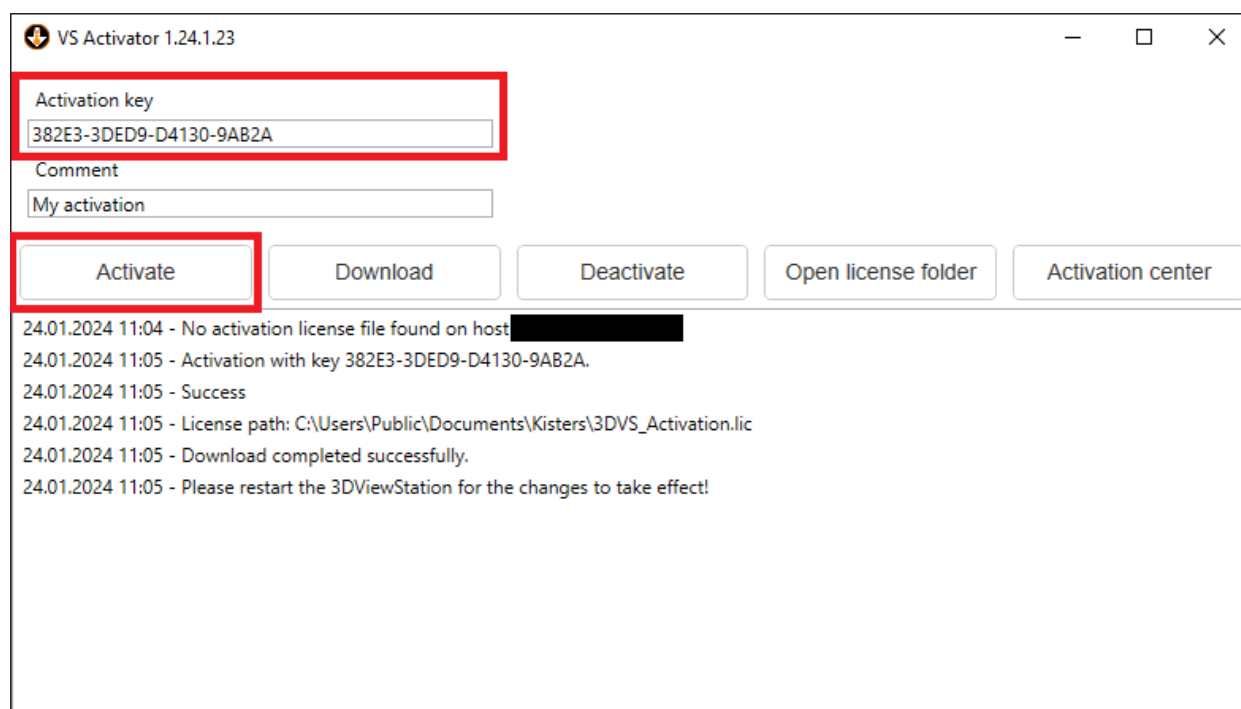 VS Activator 1.24.1.23
Activation key
382E3-3DED9-D4130-9AB2A
Comment
My activation
Activate Download Deactivate Open license folder Activation center
24.01.2024 11:04 - No activation license file found on host
24.01.2024 11:05 - Activation with key 382E3-3DED9-D4130-9AB2A.
24.01.2024 11:05 - Success
24.01.2024 11:05 - License path: C:\Users\Public\Documents\Kisters\3DVS_Activation.lic
24.01.2024 11:05 - Download completed successfully.
24.01.2024 11:05 - Please restart the 3DViewStation for the changes to take effect!